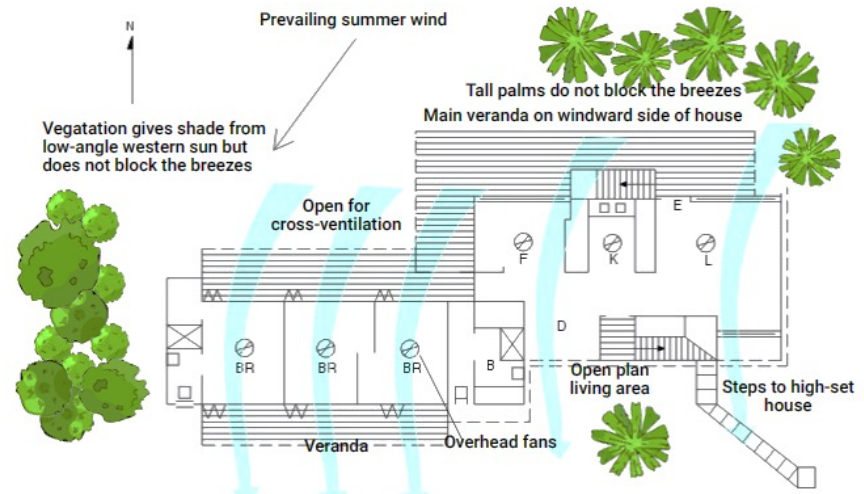 Prevailing summer wind
N
Tall palms do not block the breezes
Main veranda on windward side of house
Vegatation gives shade from
low-angle western sun but
does not block the breezes
Open for
cross-ventilation
E
F
K
L
D
BR
BR
BR
B
Open plan
living area
Steps to high-set
house
Veranda
Overhead fans